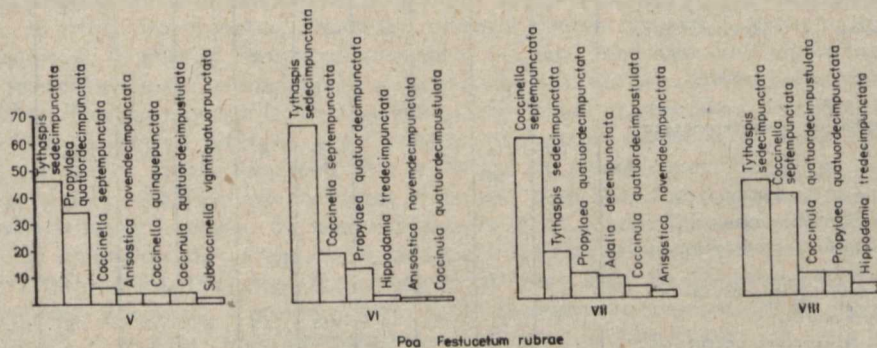 70
60
50
40
30
20
10
Tythaspis
sedecimpunctata
Propylaea
quatuordecimpunctata
Coccinella septempunctata
Anisostica novemdecimpunctata
Coccinella quinquepunctata
Coccinula quatuordecimpustulata
Subcoccinella vigintiquatuorpunctata
V
Tythaspis
sedecimpunctata
Coccinella septempunctata
Propylaea quatuordecimpunctata
Hippodamia tredecimpunctata
Anisosticta novemdecimpunctata
Coccinula quatuordecimpustulata
VI
Coccinella
septempunctata
Tythaspis sedecimpunctata
Propylaea quatuordecimpunctata
Adalia decempunctata
Coccinula quatuordecimpustulata
Anisosticta novemdecimpunctata
VII
Tythaspis
sedecimpunctata
Coccinella
septempunctata
Coccinula quatuordecimpustulata
Propylaea quatuordecimpunctata
Hippodamia tredecimpunctata
VIII
Poa Festucetum rubrae